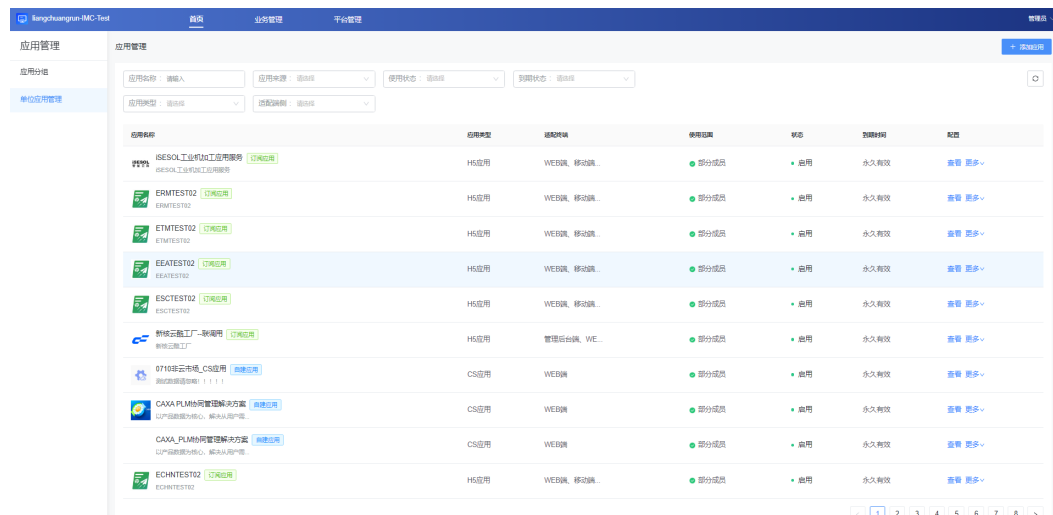 liangchuangrun-IMC-Test 首页 业务管理 平台管理 管理员
应用管理
应用分组
单位应用管理
应用管理 + 添加应用
应用名称 : 请输入 应用来源 : 请选择 使用状态 : 请选择 到期状态 : 请选择
应用类型 : 请选择 适配端侧 : 请选择
应用名称 应用类型 适配终端 使用范围 状态 到期时间 配置
iSESOL工业机加工应用服务 订阅应用 H5应用 WEB端、移动端... 部分成员 启用 永久有效 查看 更多
iSESOL工业机加工应用服务
ERMTEST02 订阅应用 H5应用 WEB端、移动端... 部分成员 启用 永久有效 查看 更多
ERMTEST02
ETMTEST02 订阅应用 H5应用 WEB端、移动端... 部分成员 启用 永久有效 查看 更多
ETMTEST02
EEATEST02 订阅应用 H5应用 WEB端、移动端... 部分成员 启用 永久有效 查看 更多
EEATEST02
ESCTEST02 订阅应用 H5应用 WEB端、移动端... 部分成员 启用 永久有效 查看 更多
ESCTEST02
新核云酷工厂--联调用 订阅应用 H5应用 管理后台端、WE... 部分成员 启用 永久有效 查看 更多
新核云酷工厂
0710非云市场_CS应用 自建应用 CS应用 WEB端 部分成员 启用 永久有效 查看 更多
测试数据请忽略！！！！！
CAXA PLM协同管理解决方案 自建应用 CS应用 WEB端 部分成员 启用 永久有效 查看 更多
以产品数据为核心，解决从用户需...
CAXA_PLM协同管理解决方案 自建应用 CS应用 WEB端 部分成员 启用 永久有效 查看 更多
以产品数据为核心，解决从用户需...
ECHNTEST02 订阅应用 H5应用 WEB端、移动端... 部分成员 启用 永久有效 查看 更多
ECHNTEST02
< 1 2 3 4 5 6 7 8 >